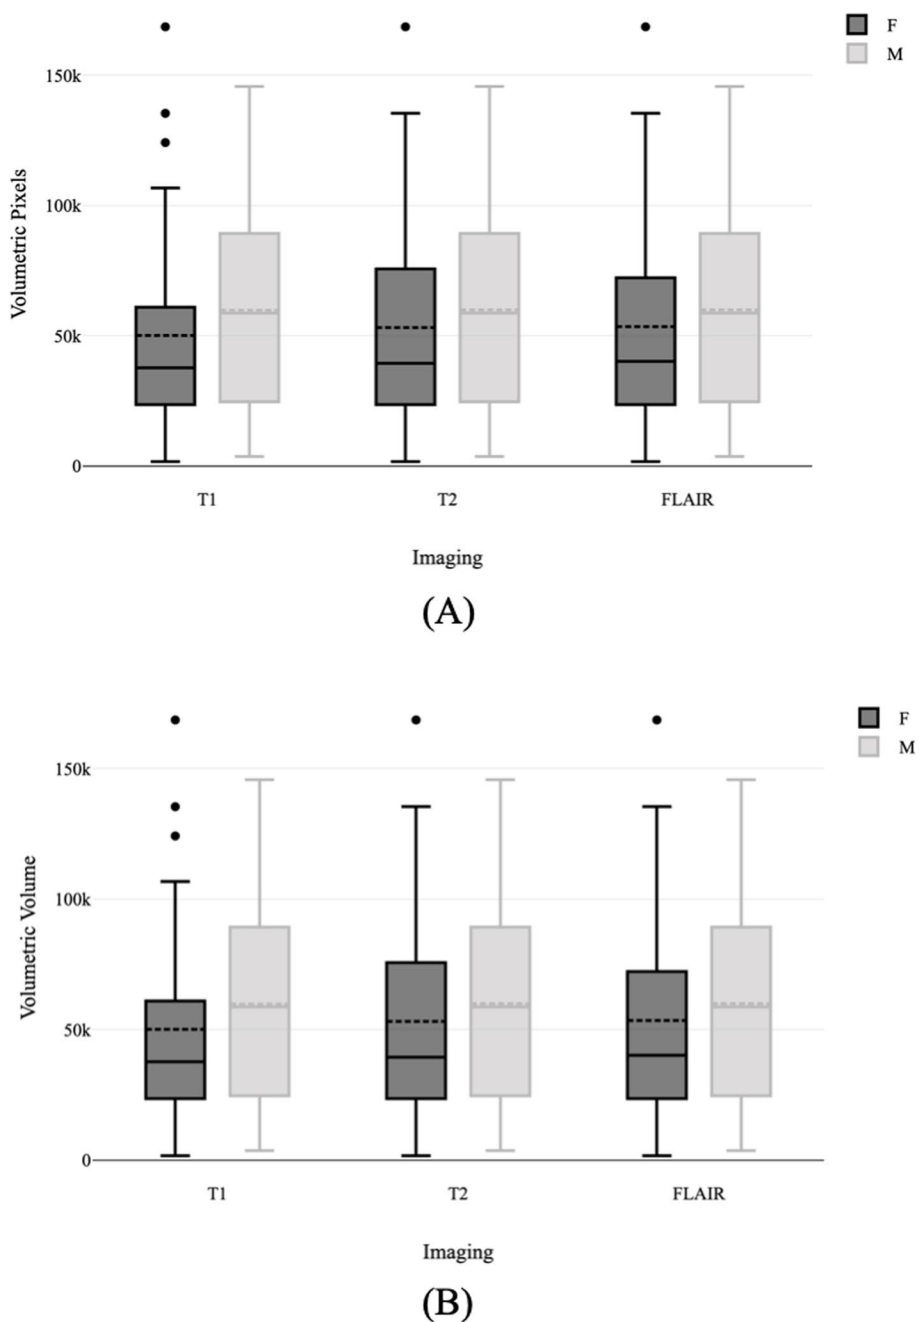 F
M
150k
100k
50k
0
Volumetric Pixels
T1 T2 FLAIR
Imaging
(A)
F
M
150k
100k
50k
0
Volumetric Volume
T1 T2 FLAIR
Imaging
(B)